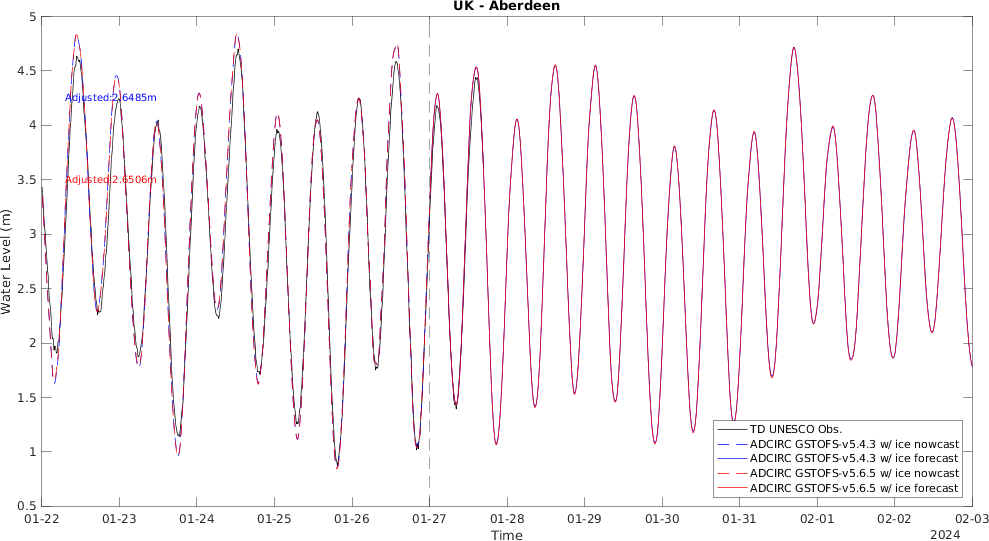 UK - Aberdeen
5
4.5
4
3.5
3
2.5
2
1.5
1
0.5
Water Level (m)
Adjusted:2.6485m
Adjusted:2.6506m
TD UNESCO Obs.
ADCIRC GSTOFS-v5.4.3 w/ ice nowcast
ADCIRC GSTOFS-v5.4.3 w/ ice forecast
ADCIRC GSTOFS-v5.6.5 w/ ice nowcast
ADCIRC GSTOFS-v5.6.5 w/ ice forecast
01-22 01-23 01-24 01-25 01-26 01-27 01-28 01-29 01-30 01-31 02-01 02-02 02-03
Time
2024